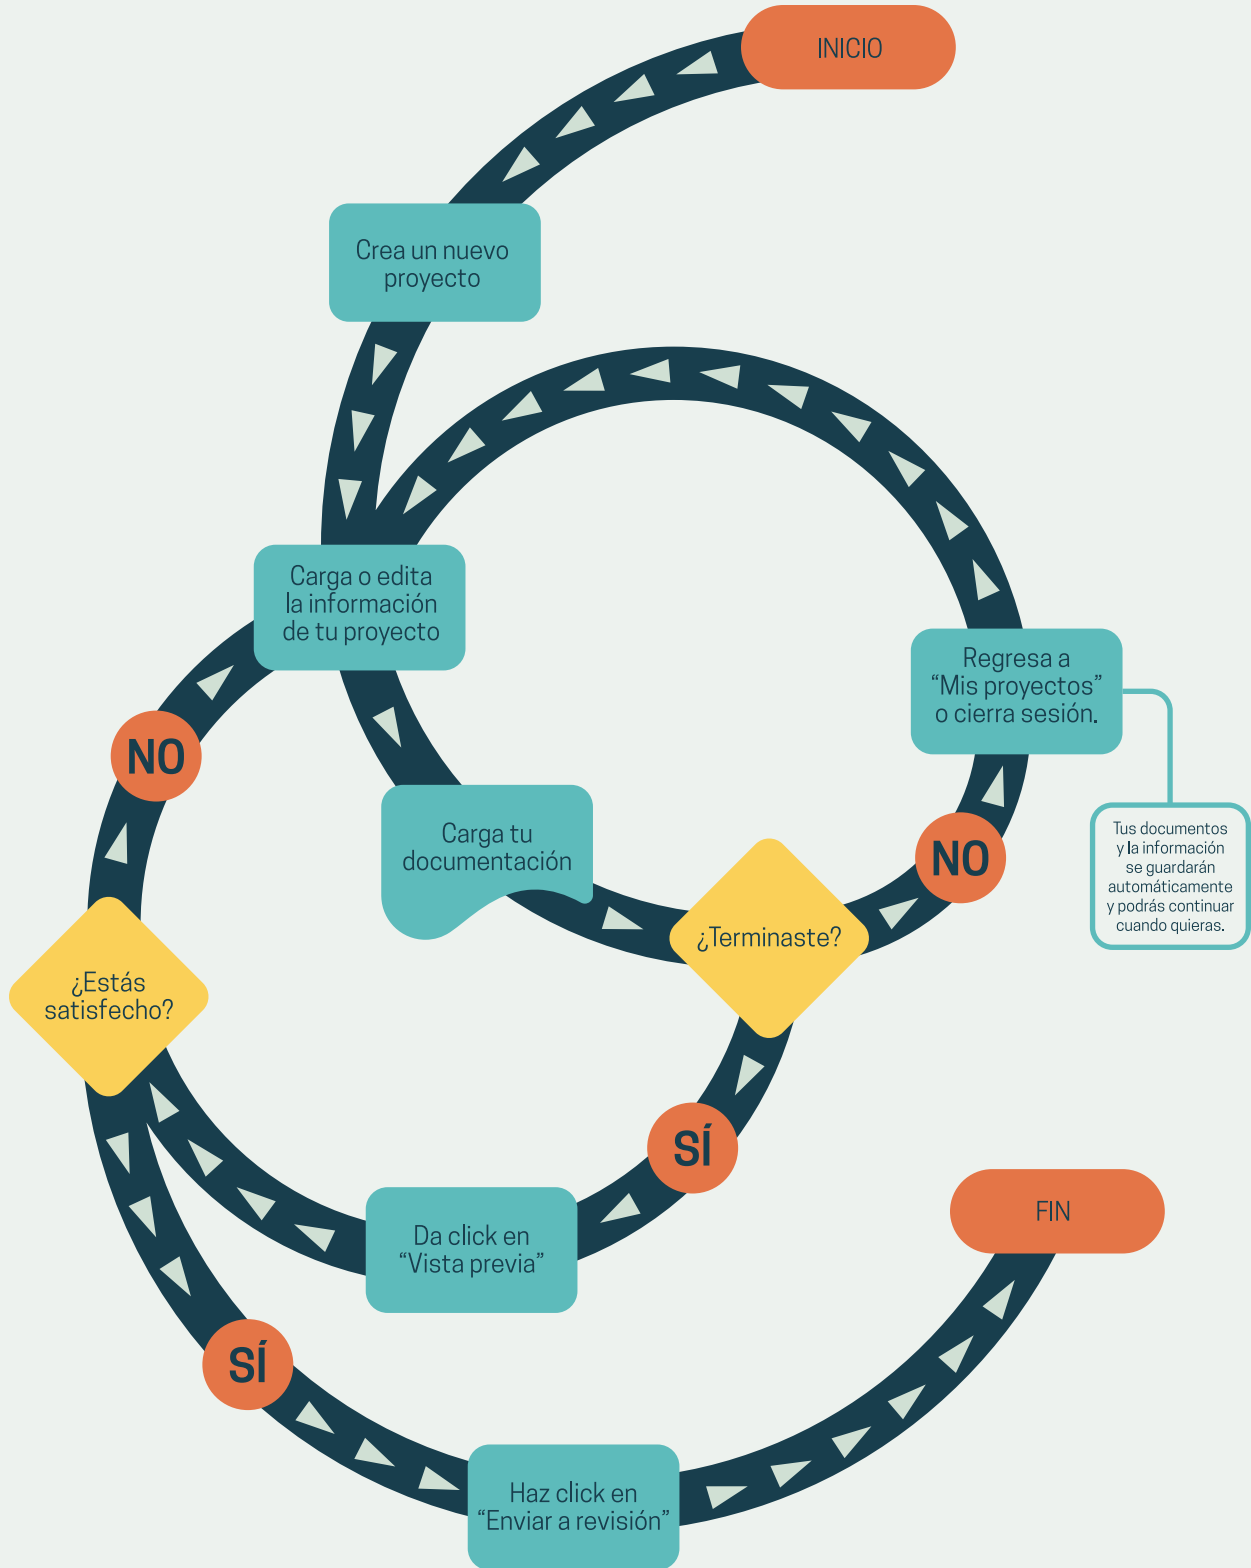 INICIO
Crea un nuevo
proyecto
Carga o edita
la información
de tu proyecto
Regresa a
“Mis proyectos”
o cierra sesión.
NO
Carga tu
documentación
Tus documentos
y la información
se guardarán
automáticamente
y podrás continuar
cuando quieras.
NO
¿Terminaste?
¿Estás
satisfecho?
SÍ
FIN
Da click en
“Vista previa”
SÍ
Haz click en
“Enviar a revisión”